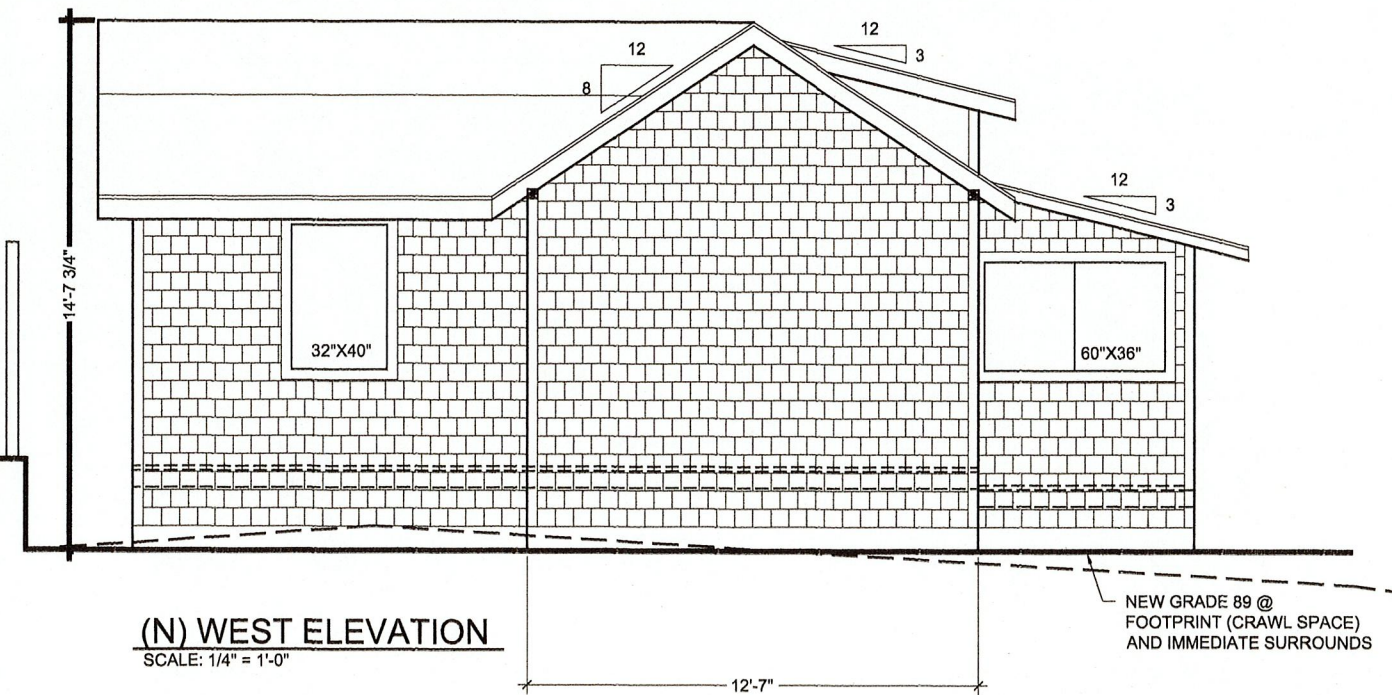 12
3
12
8
12
3
14'-7 3/4"
32"X40"
60"X36"
NEW GRADE 89 @
FOOTPRINT (CRAWL SPACE)
AND IMMEDIATE SURROUNDS
(N) WEST ELEVATION
SCALE: 1/4" = 1'-0"
12'-7"